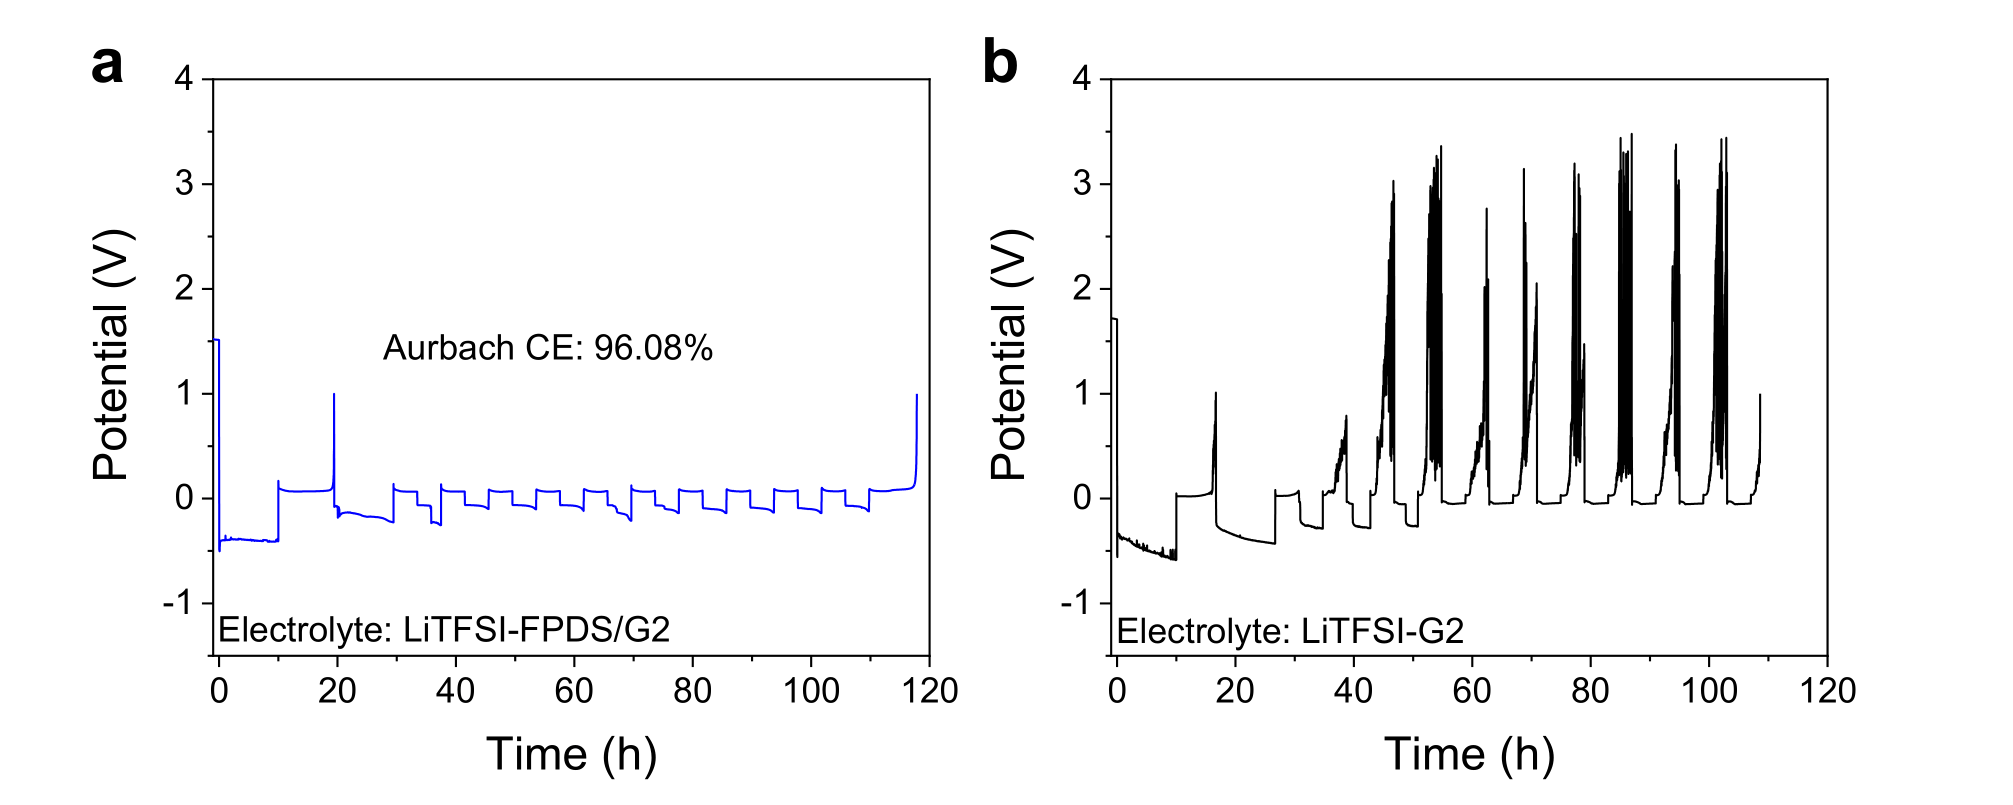 a
4
3
2
1
0
-1
Potential (V)
Aurbach CE: 96.08%
Electrolyte: LiTFSI-FPDS/G2
0 20 40 60 80 100 120
Time (h)
b
4
3
2
1
0
-1
Potential (V)
Electrolyte: LiTFSI-G2
0 20 40 60 80 100 120
Time (h)